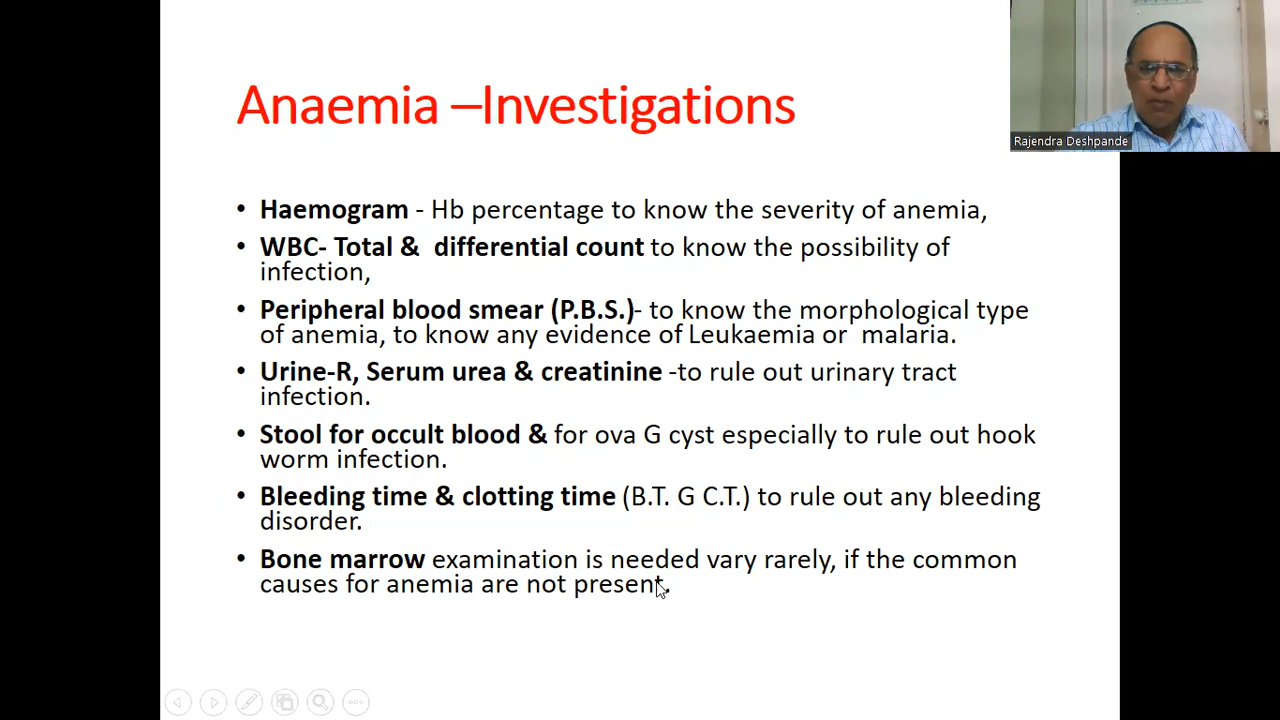 Anaemia –Investigations
Rajendra Deshpande
• Haemogram - Hb percentage to know the severity of anemia,
• WBC- Total & differential count to know the possibility of
infection,
• Peripheral blood smear (P.B.S.)- to know the morphological type
of anemia, to know any evidence of Leukaemia or malaria.
• Urine-R, Serum urea & creatinine -to rule out urinary tract
infection.
• Stool for occult blood & for ova G cyst especially to rule out hook
worm infection.
• Bleeding time & clotting time (B.T. G C.T.) to rule out any bleeding
disorder.
• Bone marrow examination is needed vary rarely, if the common
causes for anemia are not present.